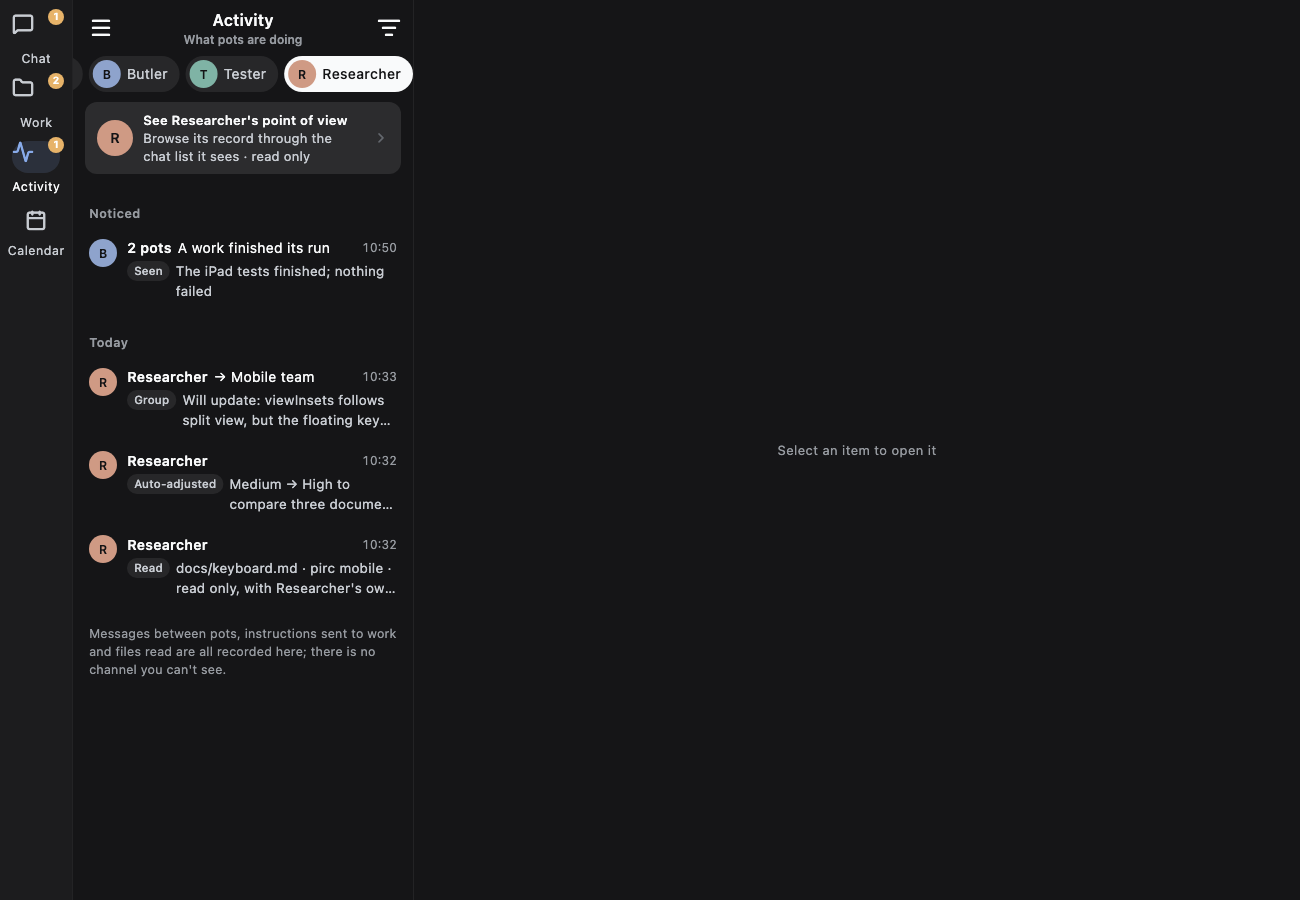 1
Chat
2
Work
1
Activity
Calendar
Activity
What pots are doing
B Butler
T Tester
R Researcher
R
See Researcher's point of view
Browse its record through the
chat list it sees · read only
Noticed
B
2 pots A work finished its run 10:50
Seen The iPad tests finished; nothing
failed
Today
R
Researcher → Mobile team 10:33
Group Will update: viewInsets follows
split view, but the floating key…
R
Researcher 10:32
Auto-adjusted Medium → High to
compare three docume…
R
Researcher 10:32
Read docs/keyboard.md · pirc mobile ·
read only, with Researcher's ow…
Messages between pots, instructions sent to work
and files read are all recorded here; there is no
channel you can't see.
Select an item to open it